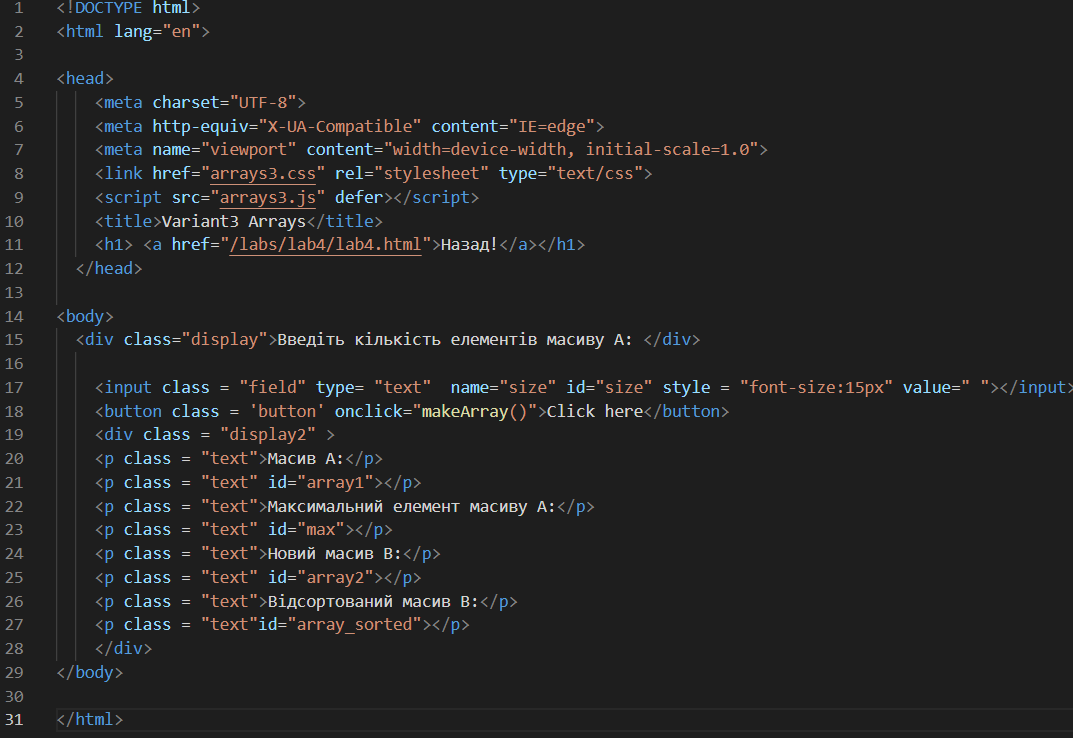 1 <!DOCTYPE html>
2 <html lang="en">
3
4 <head>
5 <meta charset="UTF-8">
6 <meta http-equiv="X-UA-Compatible" content="IE=edge">
7 <meta name="viewport" content="width=device-width, initial-scale=1.0">
8 <link href="arrays3.css" rel="stylesheet" type="text/css">
9 <script src="arrays3.js" defer></script>
10 <title>Variant3 Arrays</title>
11 <h1> <a href="/labs/lab4/lab4.html">Назад!</a></h1>
12 </head>
13
14 <body>
15 <div class="display">Введіть кількість елементів масиву А: </div>
16
17 <input class = "field" type= "text"  name="size" id="size" style = "font-size:15px" value=" "></input>
18 <button class = 'button' onclick="makeArray()">Click here</button>
19 <div class = "display2" >
20 <p class = "text">Масив А:</p>
21 <p class = "text" id="array1"></p>
22 <p class = "text">Максимальний елемент масиву А:</p>
23 <p class = "text" id="max"></p>
24 <p class = "text">Новий масив В:</p>
25 <p class = "text" id="array2"></p>
26 <p class = "text">Відсортований масив В:</p>
27 <p class = "text"id="array_sorted"></p>
28 </div>
29 </body>
30
31 </html>